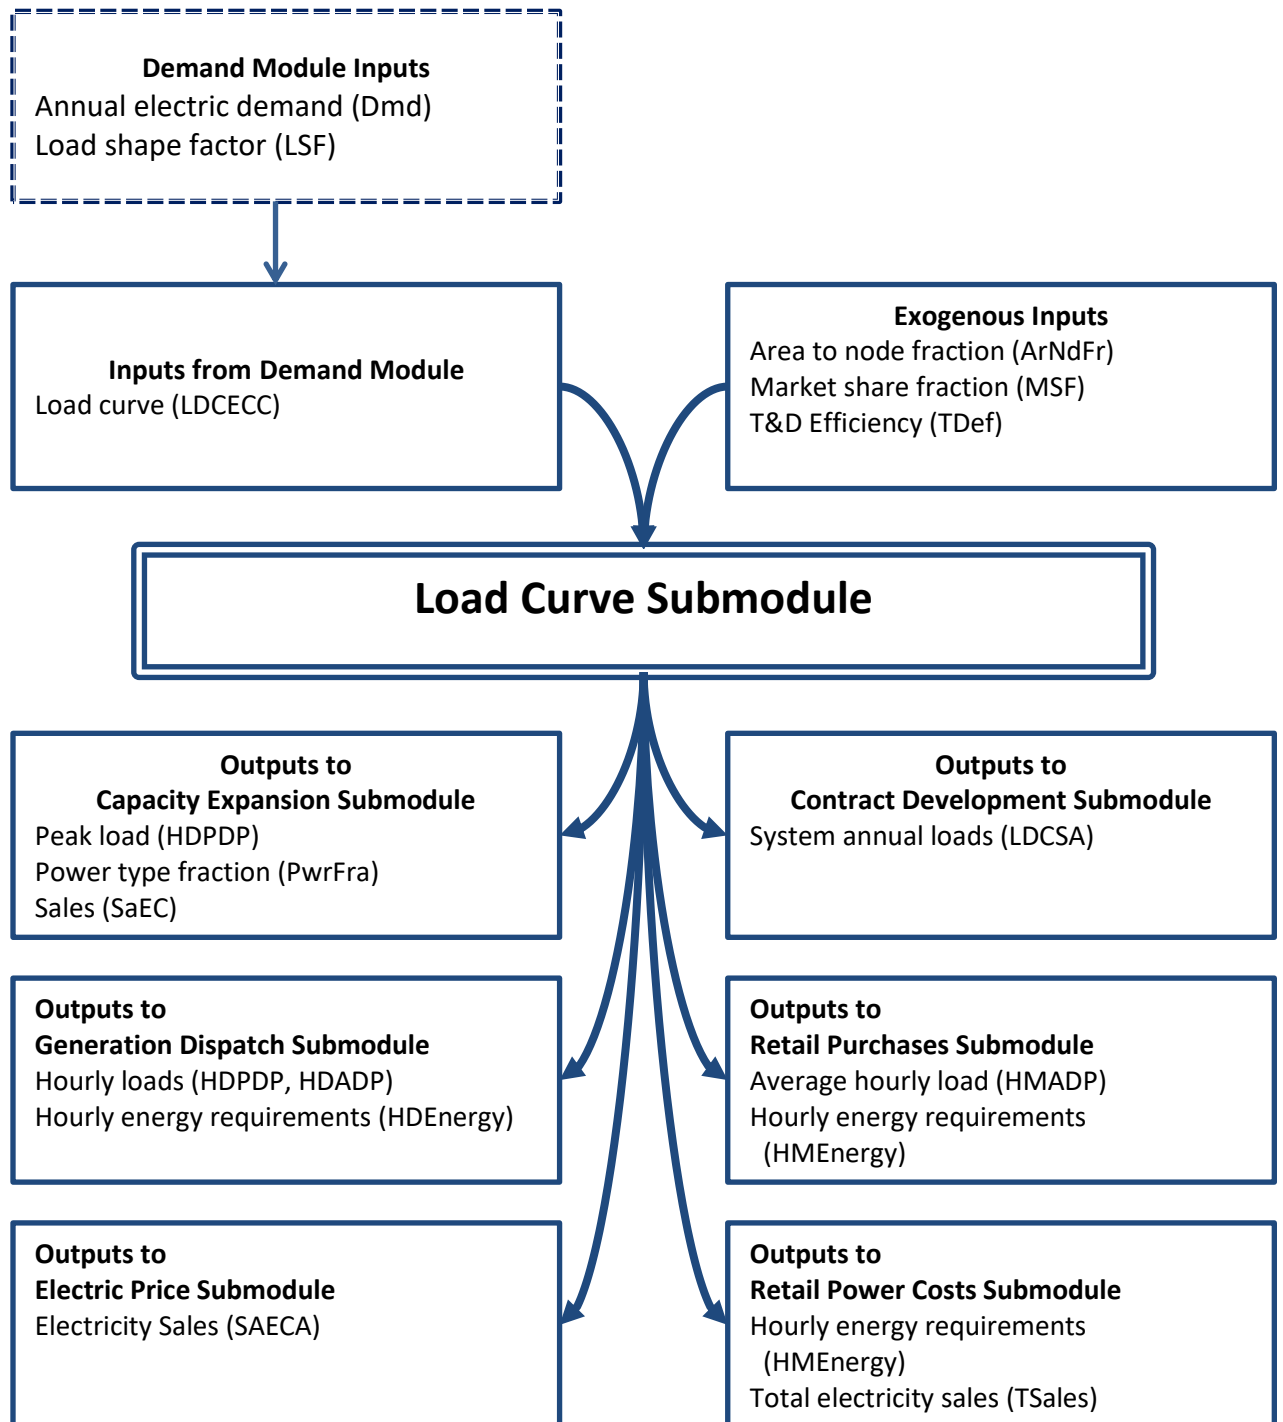 Demand Module Inputs
Annual electric demand (Dmd)
Load shape factor (LSF)
Inputs from Demand Module
Load curve (LDCECC)
Exogenous Inputs
Area to node fraction (ArNdFr)
Market share fraction (MSF)
T&D Efficiency (TDef)
Load Curve Submodule
Outputs to
Capacity Expansion Submodule
Peak load (HDPDP)
Power type fraction (PwrFra)
Sales (SaEC)
Outputs to
Contract Development Submodule
System annual loads (LDCSA)
Outputs to
Generation Dispatch Submodule
Hourly loads (HDPDP, HDADP)
Hourly energy requirements (HDEnergy)
Outputs to
Retail Purchases Submodule
Average hourly load (HMADP)
Hourly energy requirements
(HMEnergy)
Outputs to
Electric Price Submodule
Electricity Sales (SAECA)
Outputs to
Retail Power Costs Submodule
Hourly energy requirements
(HMEnergy)
Total electricity sales (TSales)